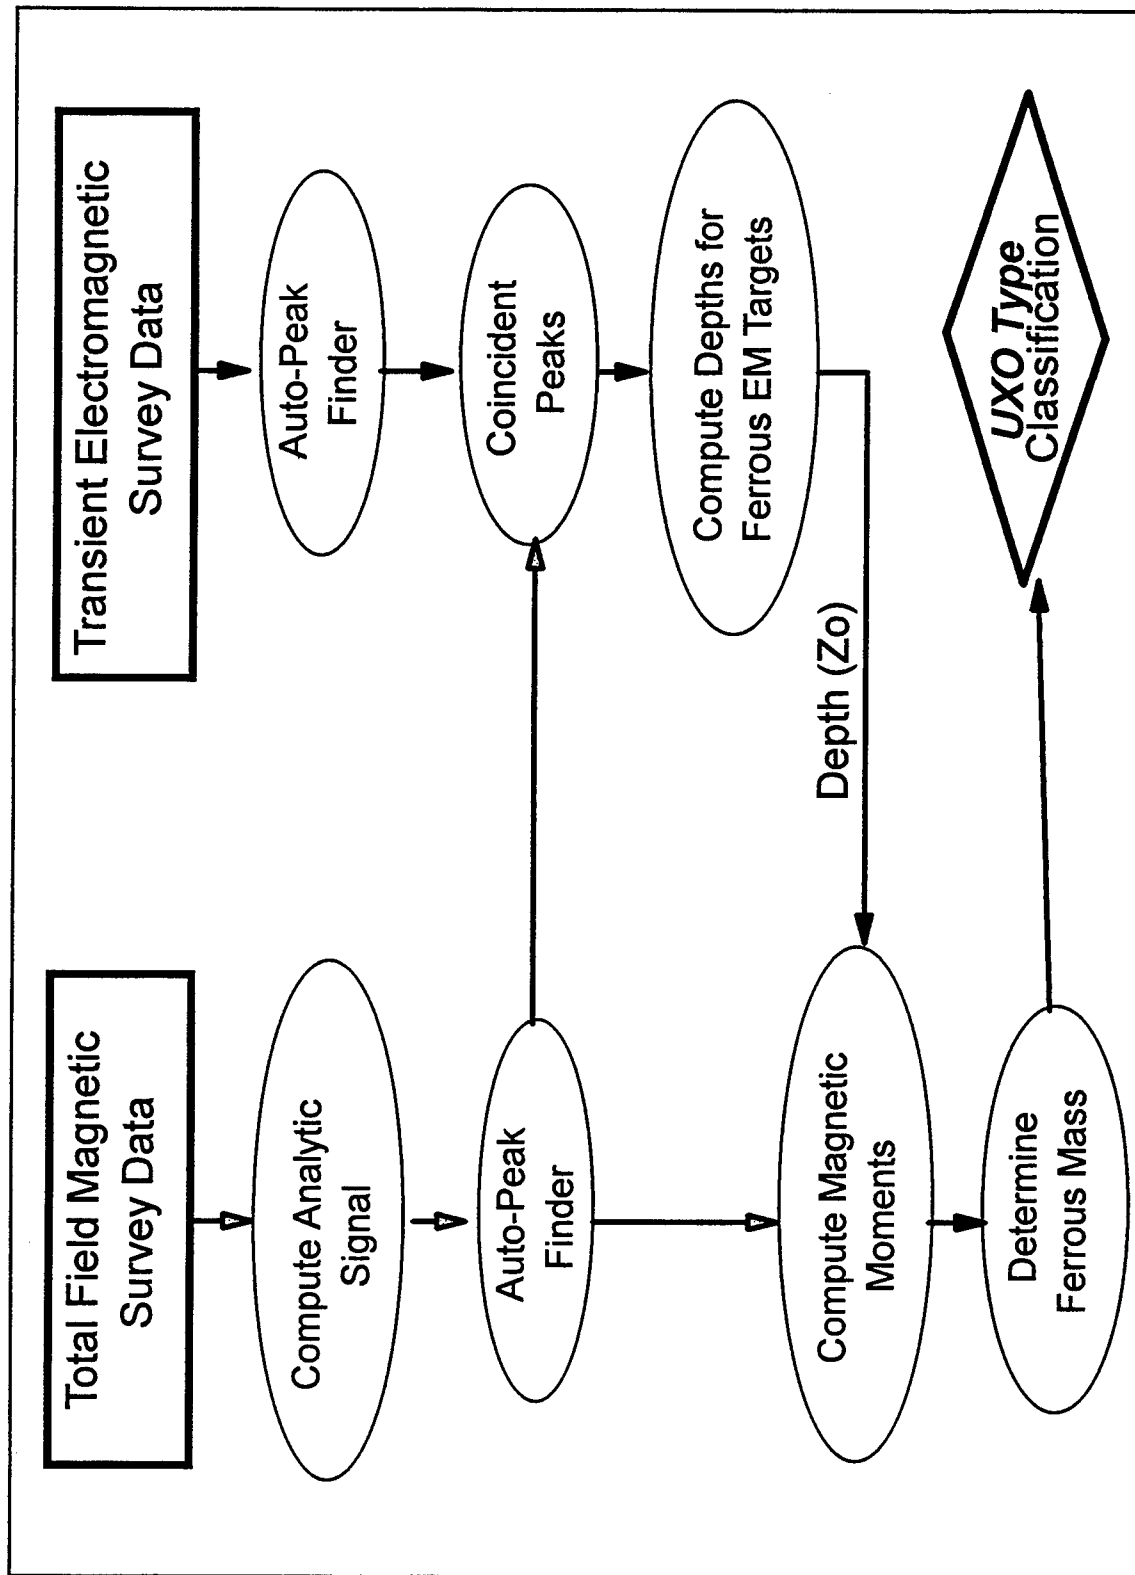 Total Field Magnetic
Survey Data
Compute Analytic
Signal
Auto-Peak
Finder
Compute Magnetic
Moments
Determine
Ferrous Mass
Transient Electromagnetic
Survey Data
Auto-Peak
Finder
Coincident
Peaks
Compute Depths for
Ferrous EM Targets
Depth (Zo)
UXO Type
Classification